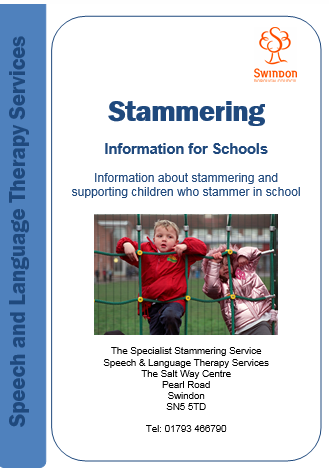 Speech and Language Therapy Services
Swindon
BOROUGH COUNCIL
Stammering
Information for Schools
Information about stammering and
supporting children who stammer in school
The Specialist Stammering Service
Speech & Language Therapy Services
The Salt Way Centre
Pearl Road
Swindon
SN5 5TD
Tel: 01793 466790